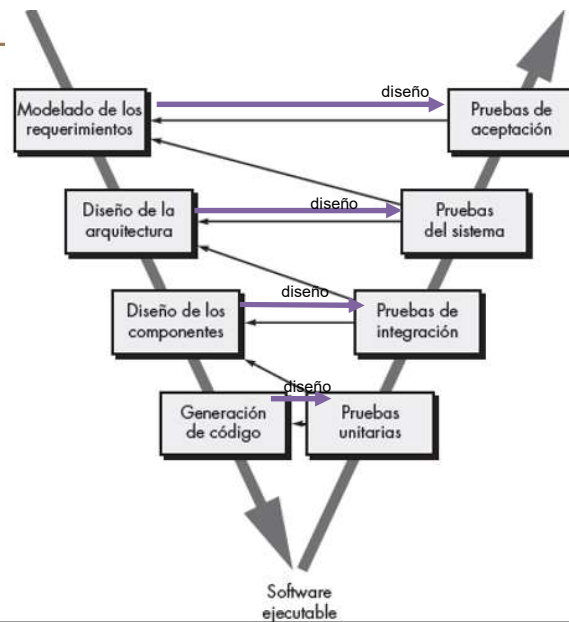 diseño
Modelado de los
requerimientos
Pruebas de
aceptación
diseño
Diseño de la
arquitectura
Pruebas
del sistema
diseño
Diseño de los
componentes
Pruebas de
integración
diseño
Generación
de código
Pruebas
unitarias
Software
ejecutable